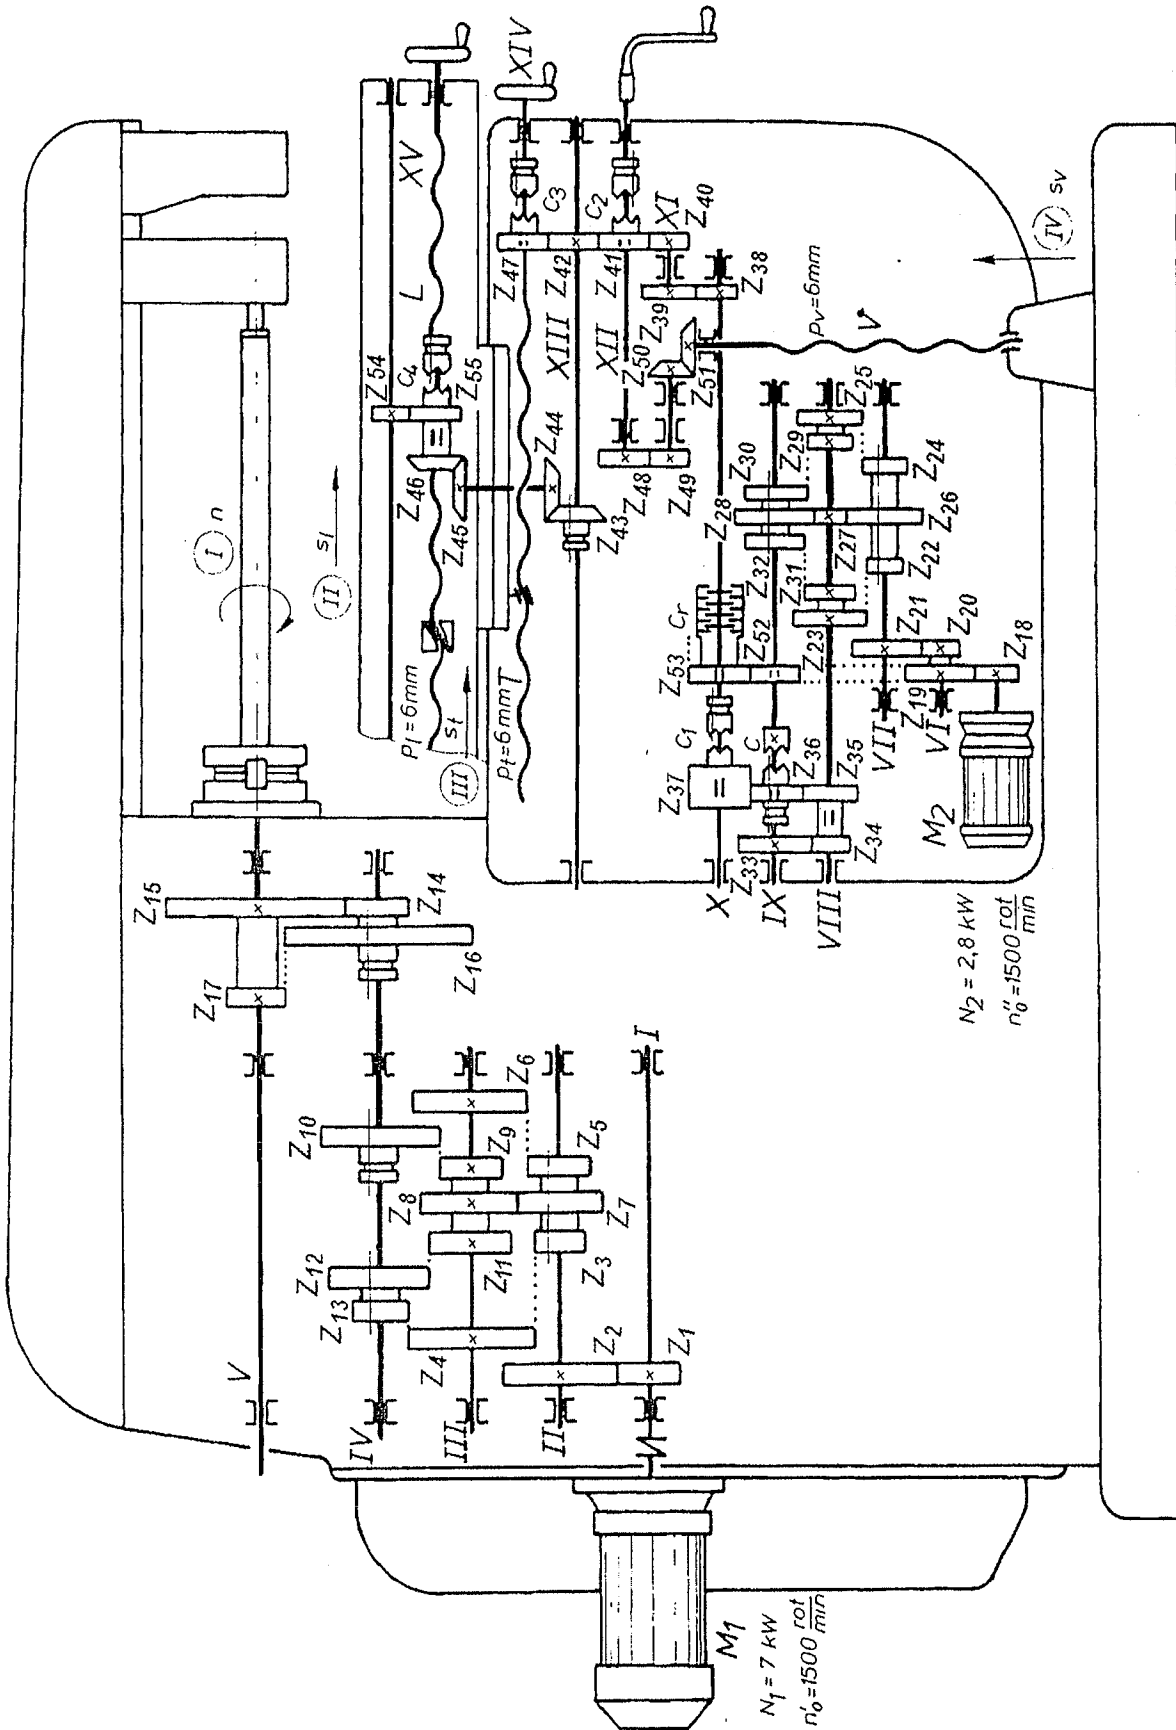 XIV
XV
L
C4
Z54
Z55
Z46
Z45
Z44
Z43
P1=6mm
Pt=6mm T
I n
II sl
III st
IV sv
C3
C2
XI
Z40
Z47
Z42
Z41
XIII
XII
Z39
Z38
Z50
Z51
Z48
Z49
pv=6mm
V
Z30
Z29
Z25
Z28
Z24
Z32
Z31
Z27
Z26
Z22
Cr
Z52
Z53
Z23
Z21
Z20
Z18
Z19
C1
C
Z37
Z36
Z35
Z34
Z33
VII
VI
X
IX
VIII
M2
N2 = 2,8 kW
n''o=1500 rot/min
Z15
Z14
Z17
Z16
I
Z6
Z10
Z9
Z5
Z8
Z7
Z12
Z11
Z3
Z13
Z4
Z2
Z1
V
IV
III
II
M1
N1 = 7 kW
n'o=1500 rot/min